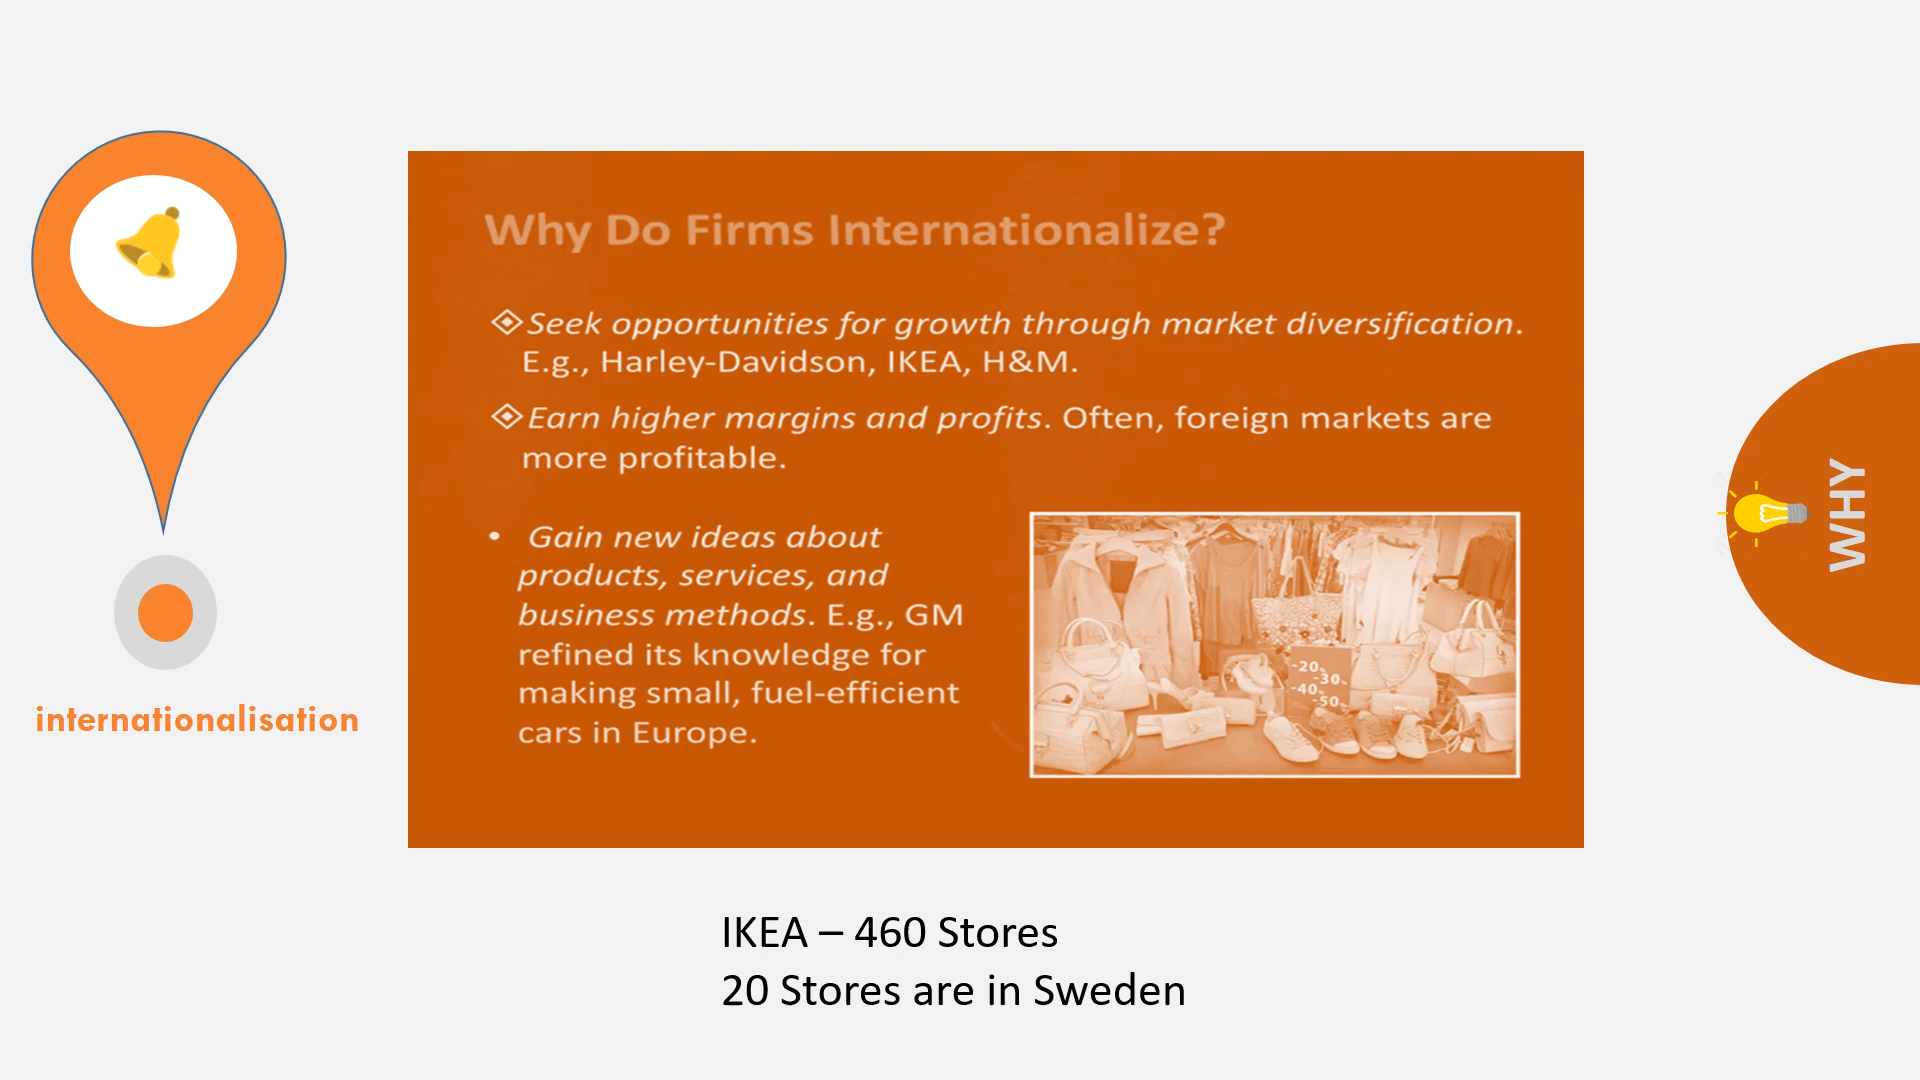 Why Do Firms Internationalize?
Seek opportunities for growth through market diversification.
E.g., Harley-Davidson, IKEA, H&M.
Earn higher margins and profits. Often, foreign markets are
more profitable.
• Gain new ideas about
products, services, and
business methods. E.g., GM
refined its knowledge for
making small, fuel-efficient
cars in Europe.
-20
-30
-40
-50
internationalisation
WHY
IKEA – 460 Stores
20 Stores are in Sweden